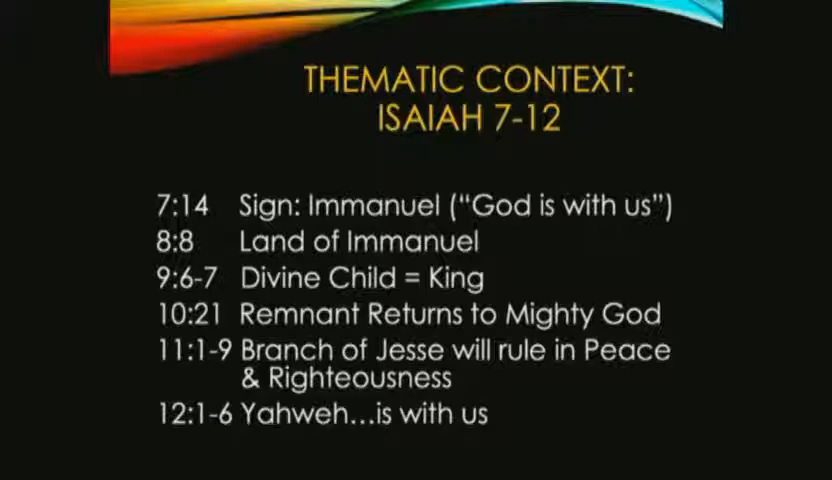 THEMATIC CONTEXT:
ISAIAH 7-12
7:14 Sign: Immanuel (“God is with us”)
8:8 Land of Immanuel
9:6-7 Divine Child = King
10:21 Remnant Returns to Mighty God
11:1-9 Branch of Jesse will rule in Peace
& Righteousness
12:1-6 Yahweh...is with us